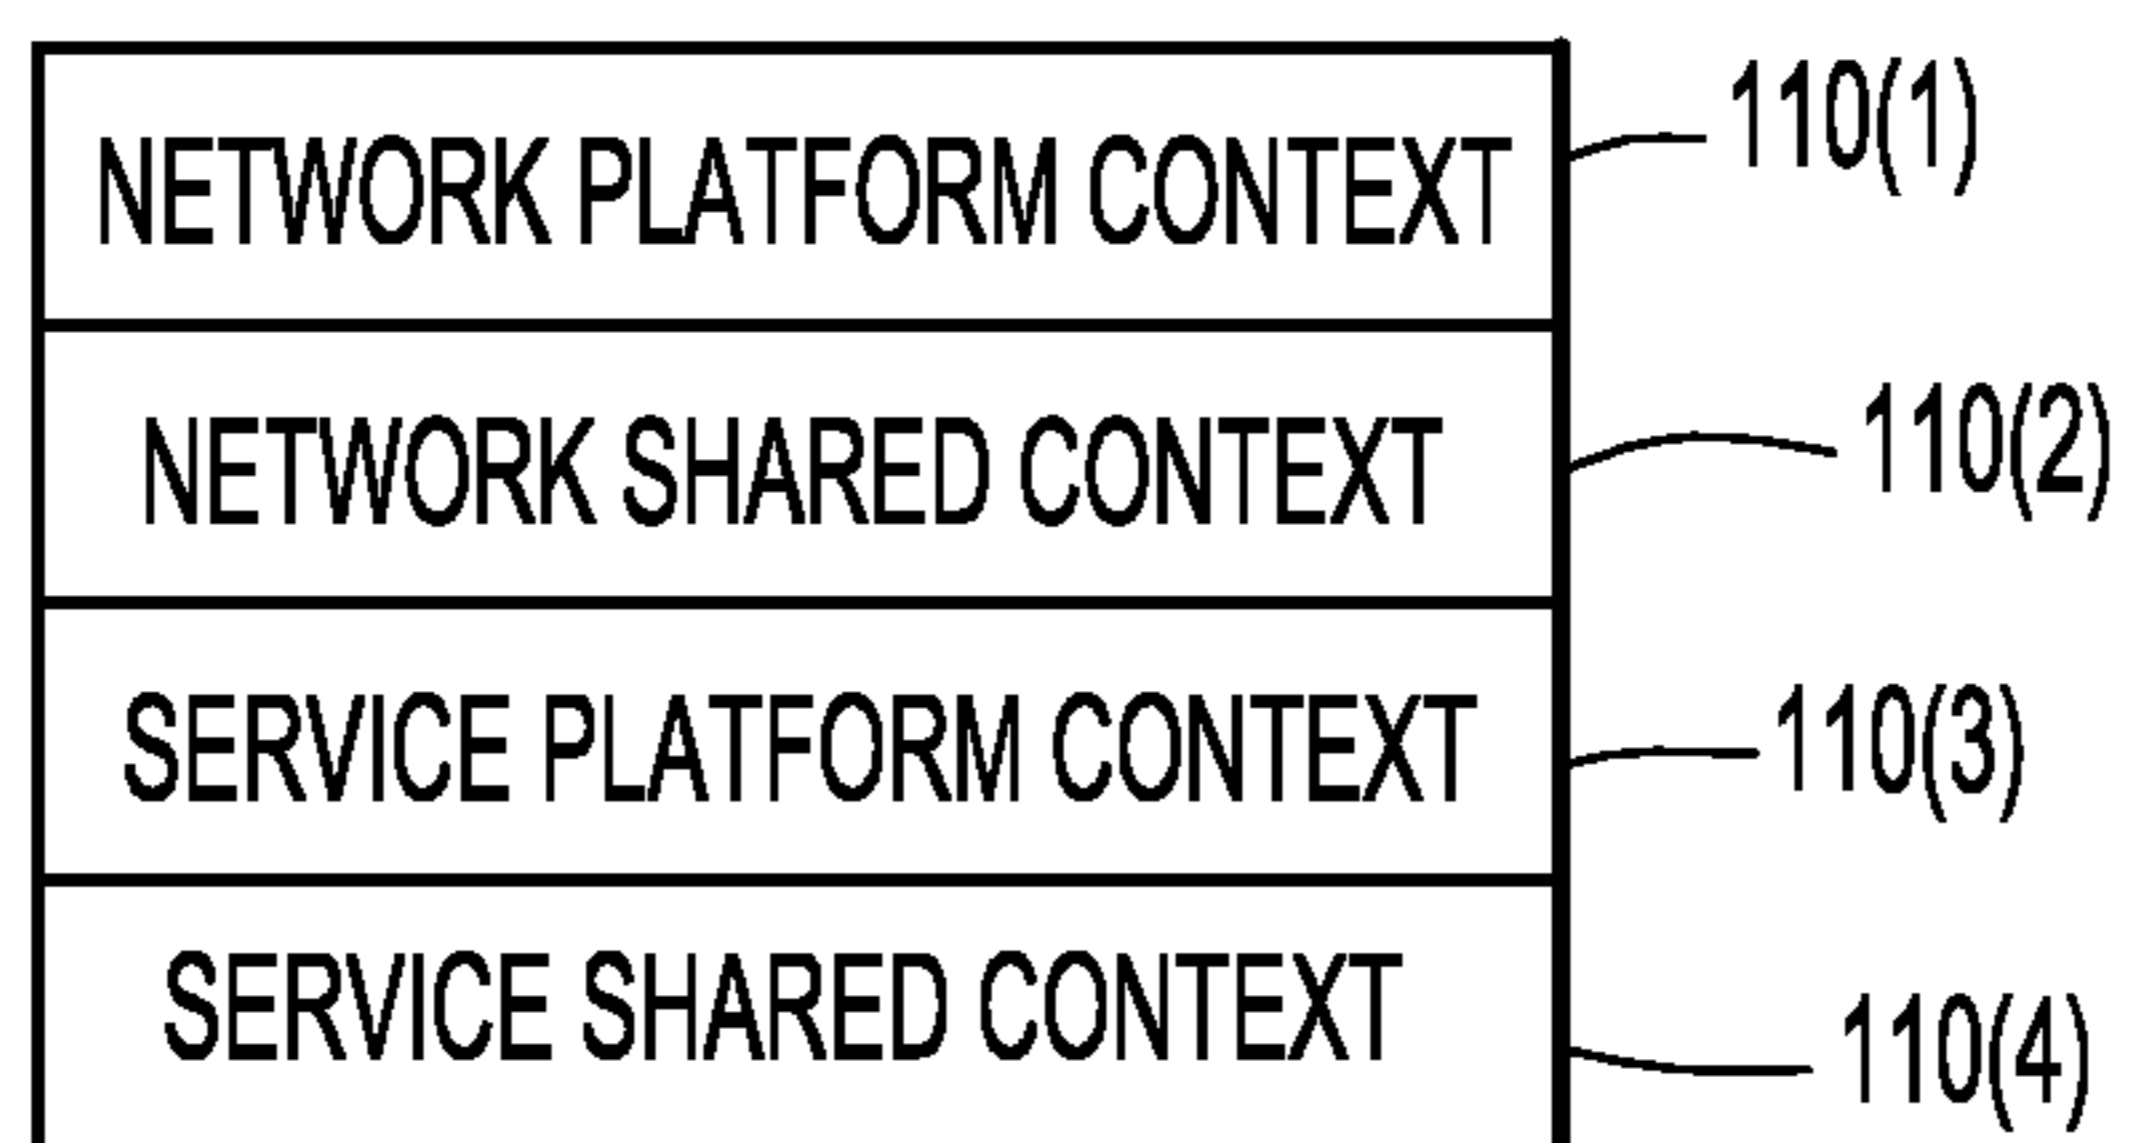 NETWORK PLATFORM CONTEXT 110(1)
NETWORK SHARED CONTEXT 110(2)
SERVICE PLATFORM CONTEXT 110(3)
SERVICE SHARED CONTEXT 110(4)